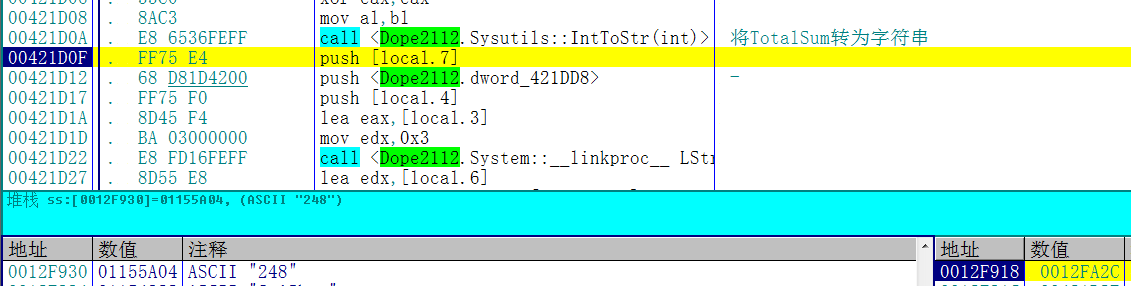 00421D08 . 33C0 xor eax,eax
00421D08 . 8AC3 mov al,bl
00421D0A . E8 6536FEFF call <Dope2112.Sysutils::IntToStr(int)> 将TotalSum转为字符串
00421D0F . FF75 E4 push [local.7]
00421D12 . 68 D81D4200 push <Dope2112.dword_421DD8> -
00421D17 . FF75 F0 push [local.4]
00421D1A . 8D45 F4 lea eax,[local.3]
00421D1D . BA 03000000 mov edx,0x3
00421D22 . E8 FD16FEFF call <Dope2112.System::__linkproc__ LStr
00421D27 . 8D55 E8 lea edx,[local.6]
堆栈 ss:[0012F930]=01155A04, (ASCII "248")
地址 数值 注释 地址 数值
0012F930 01155A04 ASCII "248" 0012F918 0012FA2C